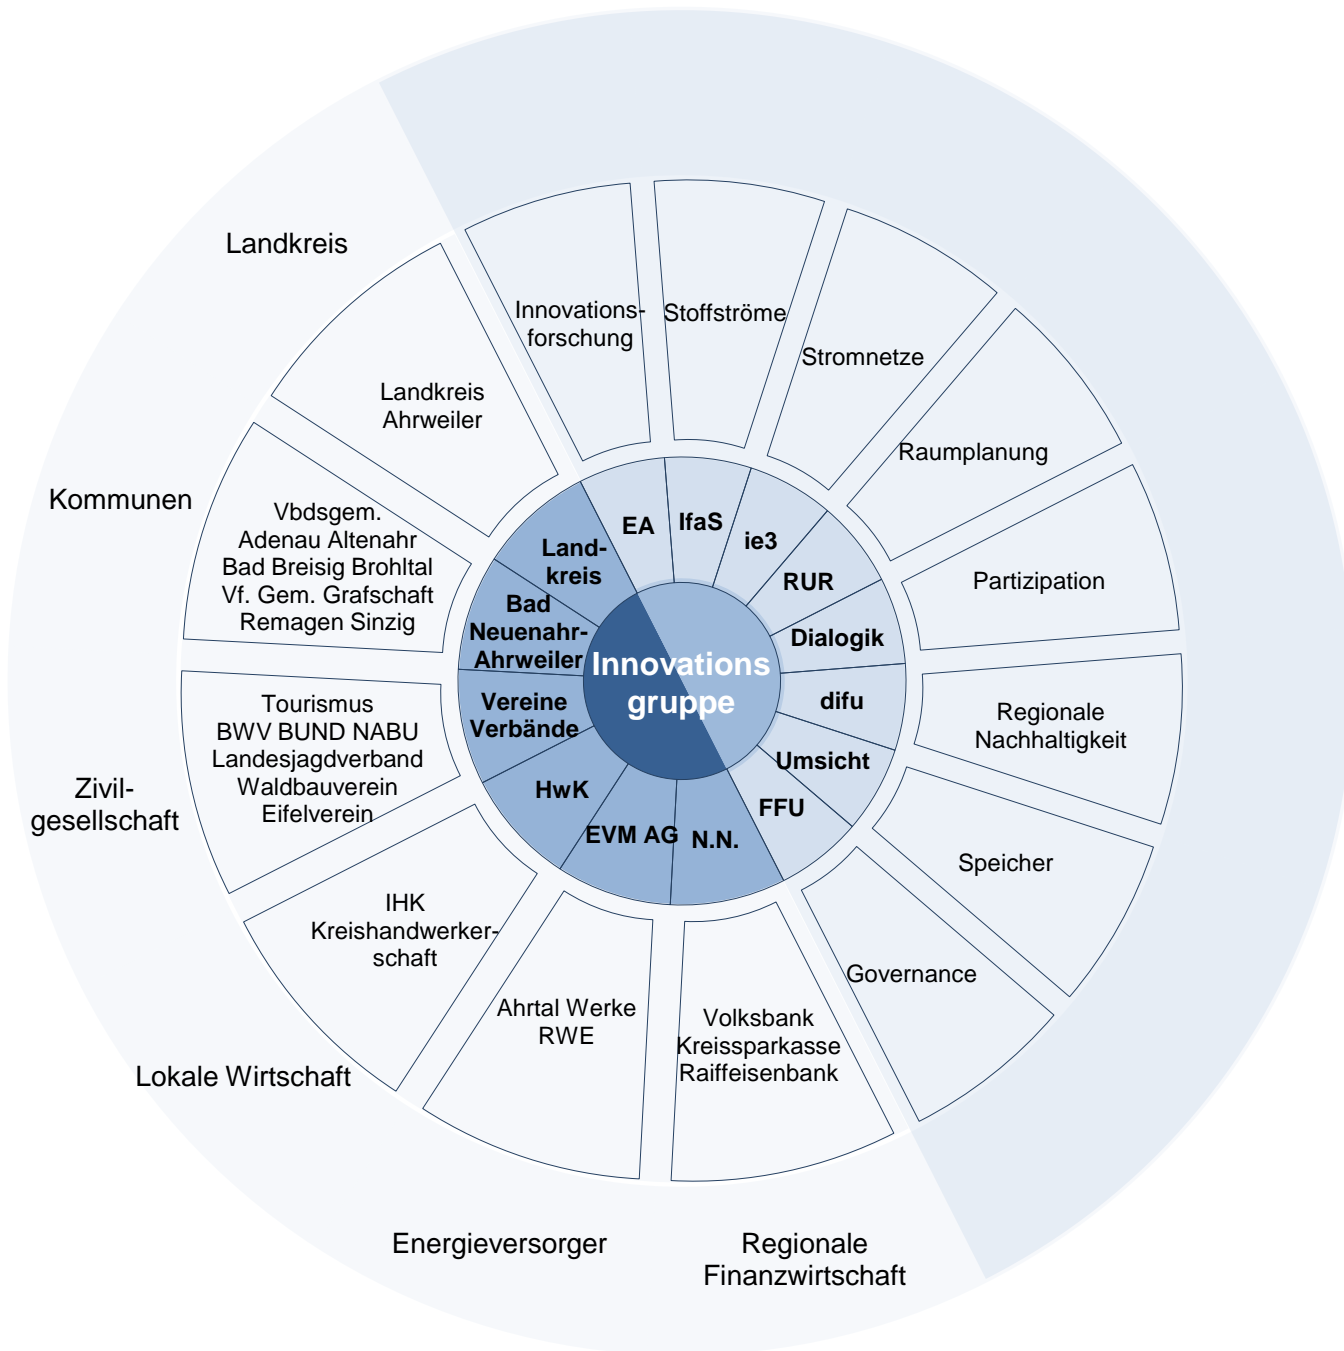 Landkreis
Kommunen
Zivil-
gesellschaft
Lokale Wirtschaft
Energieversorger
Regionale
Finanzwirtschaft
Landkreis
Ahrweiler
Vbdsgem.
Adenau Altenahr
Bad Breisig Brohltal
Vf. Gem. Grafschaft
Remagen Sinzig
Tourismus
BWV BUND NABU
Landesjagdverband
Waldbauverein
Eifelverein
IHK
Kreishandwerker-
schaft
Ahrtal Werke
RWE
Volksbank
Kreissparkasse
Raiffeisenbank
Innovations-
forschung
Stoffströme
Stromnetze
Raumplanung
Partizipation
Regionale
Nachhaltigkeit
Speicher
Governance
EA
IfaS
ie3
RUR
Dialogik
difu
Umsicht
FFU
N.N.
EVM AG
HwK
Vereine
Verbände
Bad
Neuenahr-
Ahrweiler
Land-
kreis
Innovations
gruppe